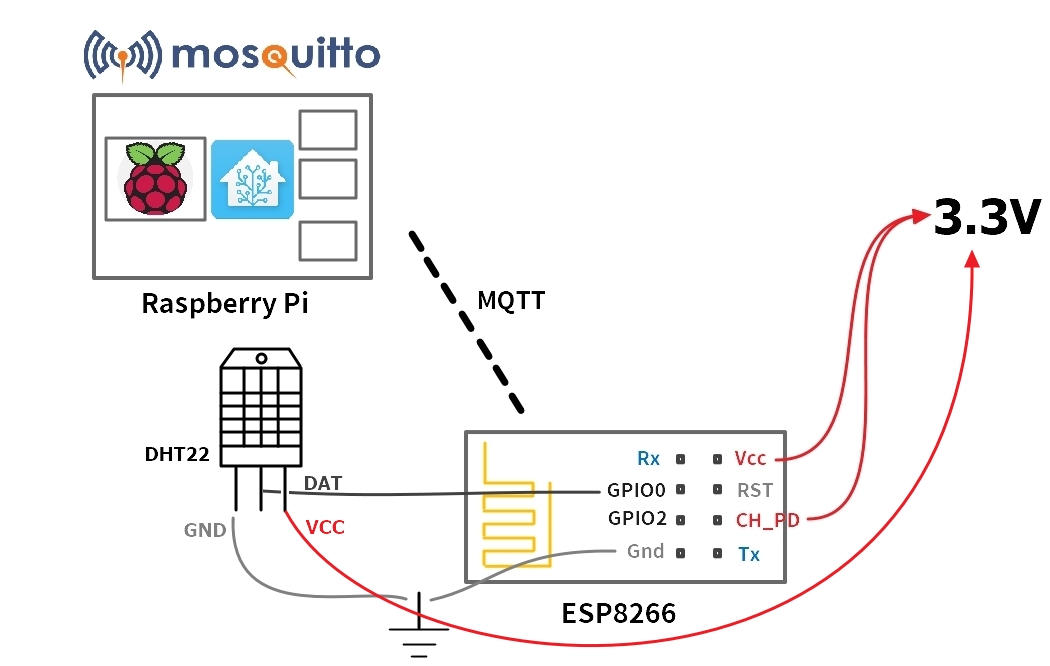 mosquitto
Raspberry Pi
3.3V
MQTT
DHT22
DAT
GND
VCC
Rx
Vcc
GPIO0
RST
GPIO2
CH_PD
Gnd
Tx
ESP8266